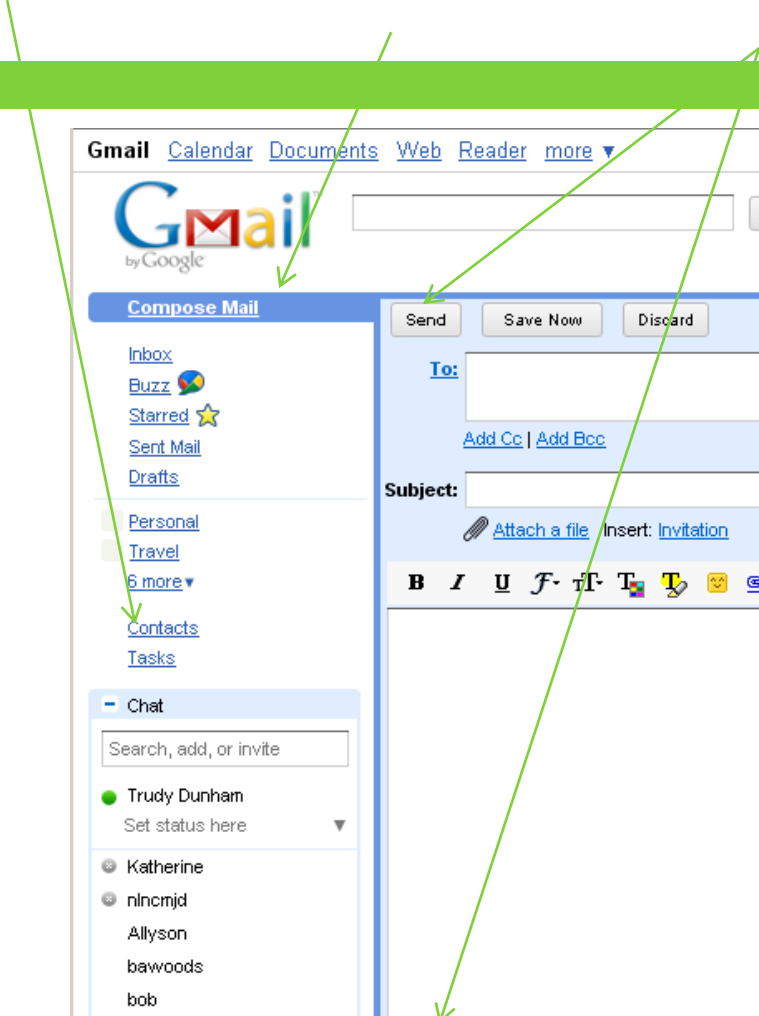 Gmail Calendar Documents Web Reader more ▼
Gmail
by Google
Compose Mail
Inbox
Buzz
Starred
Sent Mail
Drafts
Personal
Travel
6 more ▾
Contacts
Tasks
Chat
Search, add, or invite
Trudy Dunham
Set status here ▼
Katherine
nlncmjd
Allyson
bawoods
bob
Send Save Now Discard
To:
Add Cc | Add Bcc
Subject:
Attach a file Insert: Invitation
B I U F T T T T